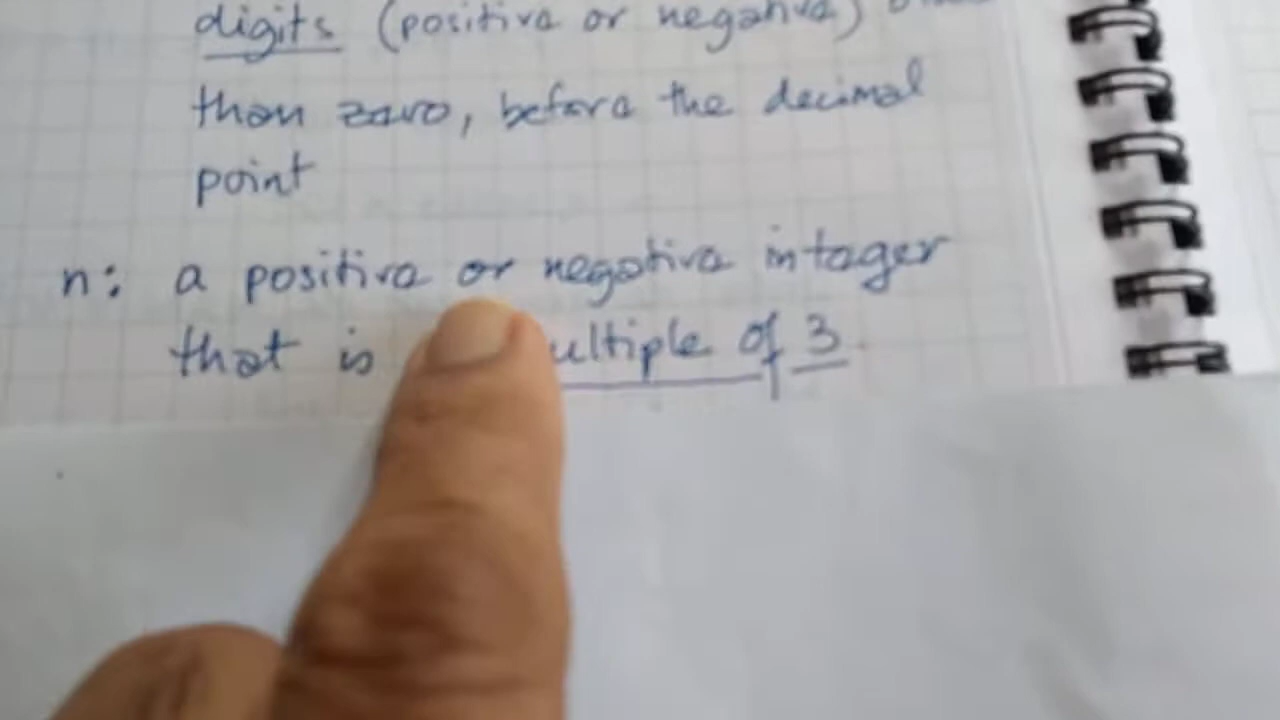 digits (positive or negative)
than zero, before the decimal
point
n: a positive or negative integer
that is ultiple of 3